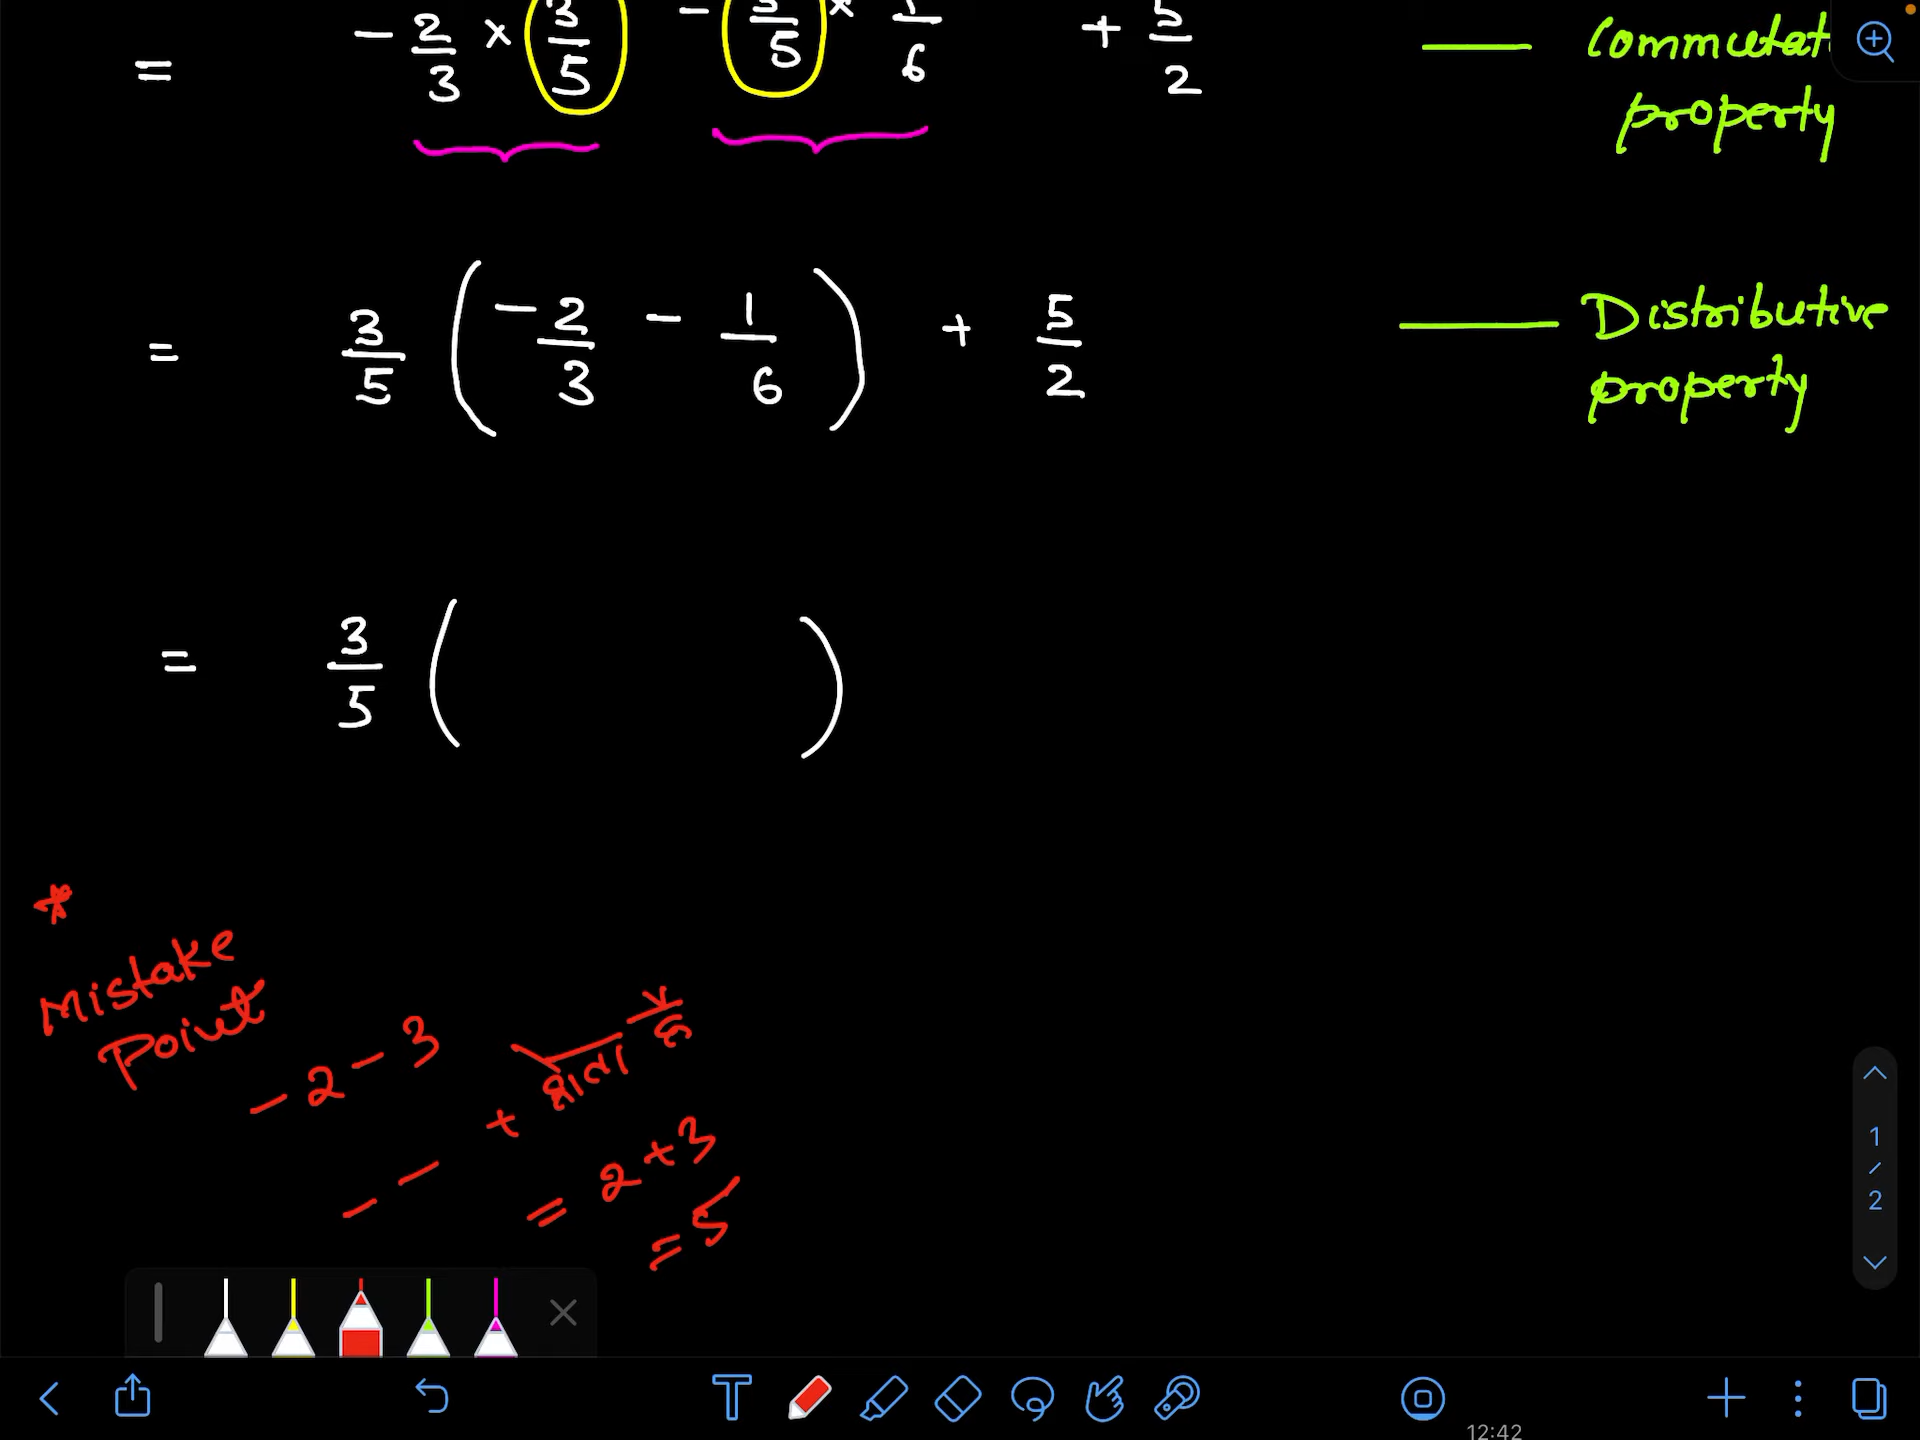 = - 2/3 × 3/5 - 3/5 × 1/6 + 5/2
property
= 3/5 ( - 2/3 - 1/6 ) + 5/2
Distributive
property
= 3/5 ( )
*
Mistake
Point
- 2 - 3
- - +
= 2 + 3
= 5
1
/
2
12:42